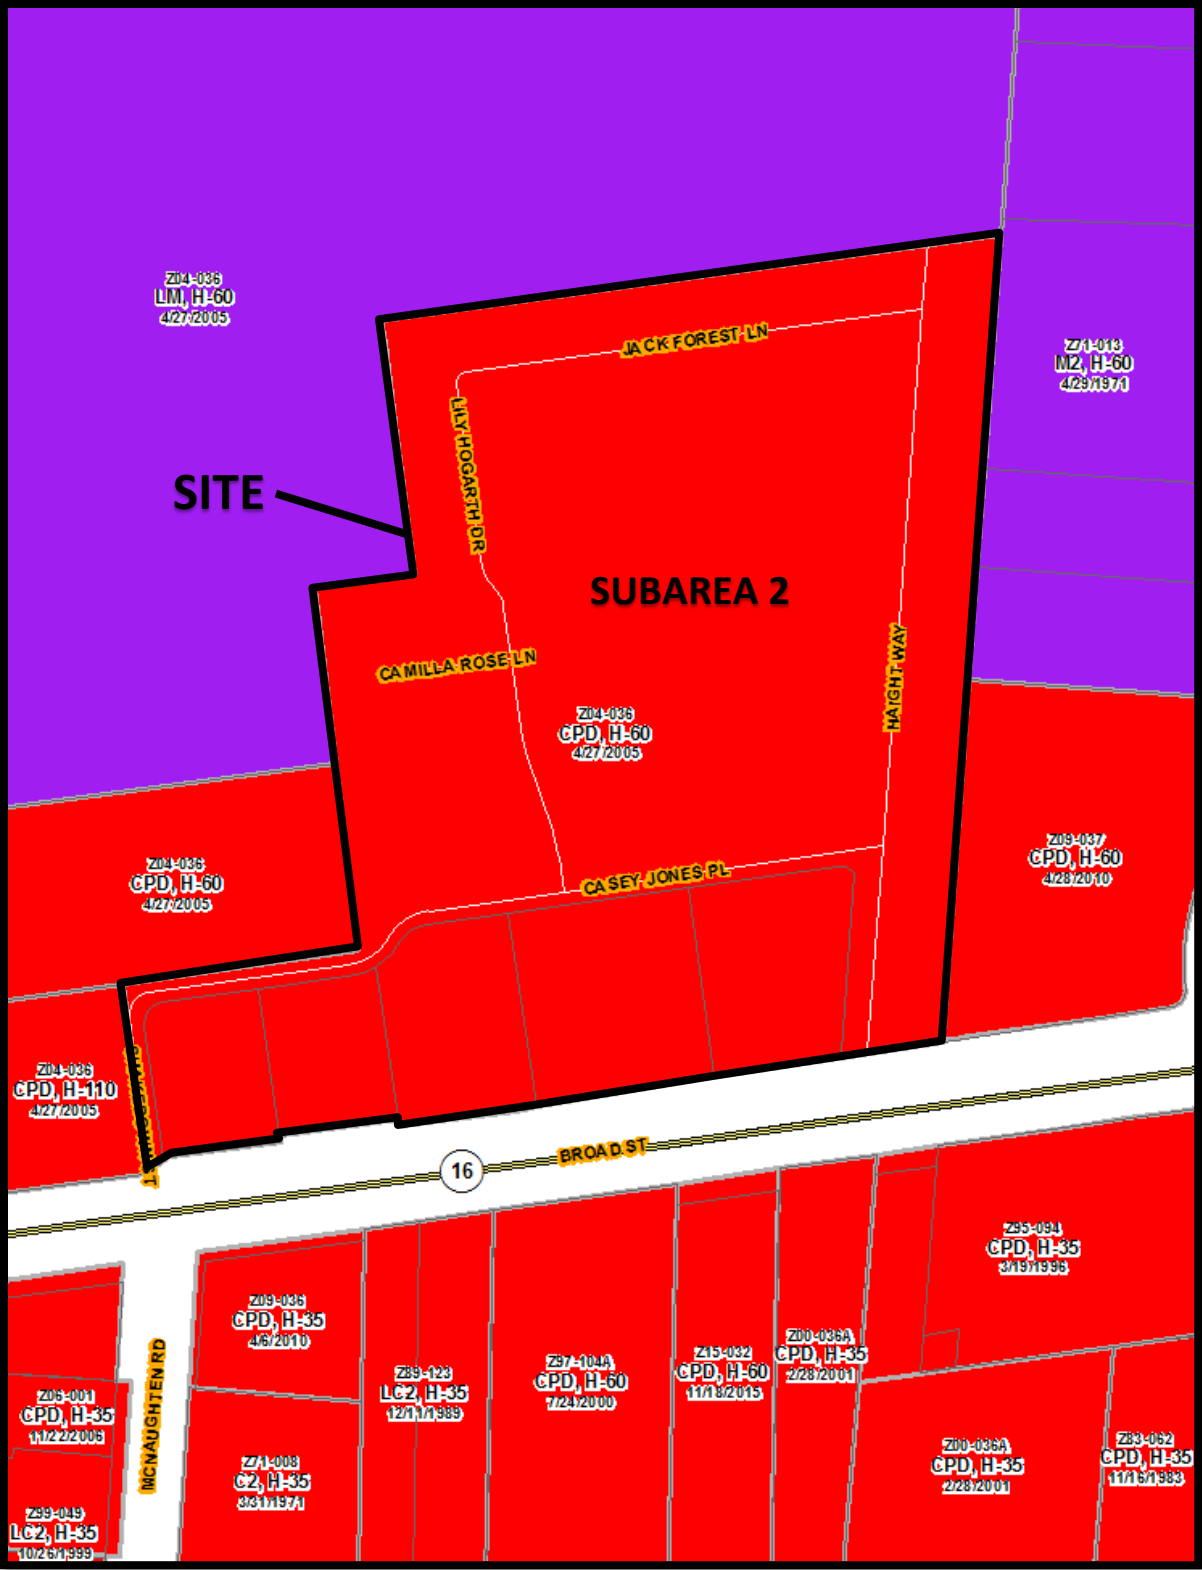 Z04-036
LM, H-60
4/27/2005
JACK FOREST LN
Z71-013
M2, H-60
4/29/1971
LILY HOGARTH DR
SITE
SUBAREA 2
CAMILLA ROSE LN
HAIGHT WAY
Z04-036
CPD, H-60
4/27/2005
Z04-036
CPD, H-60
4/27/2005
Z09-037
CPD, H-60
4/28/2010
CASEY JONES PL
Z04-036
CPD, H-110
4/27/2005
BROAD ST
16
Z95-094
CPD, H-35
3/19/1996
Z09-036
CPD, H-35
4/6/2010
Z00-036A
CPD, H-35
2/28/2001
Z15-032
CPD, H-60
11/18/2015
Z97-104A
CPD, H-60
7/24/2000
Z89-123
LC2, H-35
12/11/1989
MCNAUGHTEN RD
Z06-001
CPD, H-35
11/22/2006
Z71-008
C2, H-35
3/31/1971
Z00-036A
CPD, H-35
2/28/2001
Z83-062
CPD, H-35
11/16/1983
Z99-049
LC2, H-35
10/26/1999